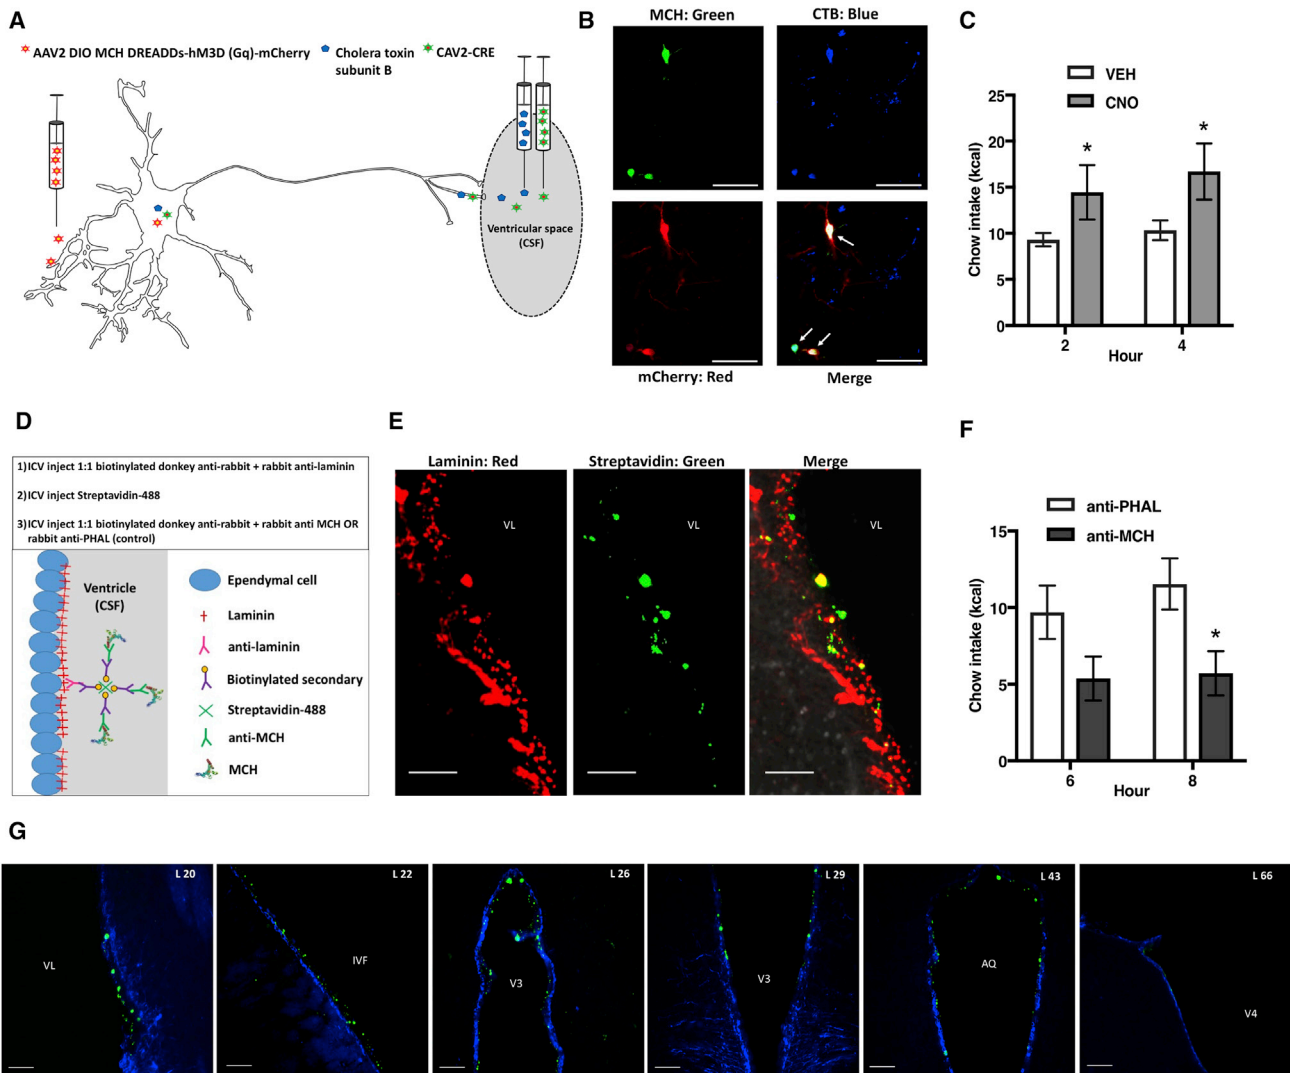 A
AAV2 DIO MCH DREADDs-hM3D (Gq)-mCherry
Cholera toxin
subunit B
CAV2-CRE
Ventricular space
(CSF)
B
MCH: Green
CTB: Blue
mCherry: Red
Merge
C
VEH
CNO
Chow intake (kcal)
25
20
15
10
5
0
*
*
2
4
Hour
D
1)ICV inject 1:1 biotinylated donkey anti-rabbit + rabbit anti-laminin
2)ICV inject Streptavidin-488
3)ICV inject 1:1 biotinylated donkey anti-rabbit + rabbit anti MCH OR
rabbit anti-PHAL (control)
Ventricle
(CSF)
Ependymal cell
Laminin
anti-laminin
Biotinylated secondary
Streptavidin-488
anti-MCH
MCH
E
Laminin: Red
Streptavidin: Green
Merge
VL
VL
VL
F
anti-PHAL
anti-MCH
Chow intake (kcal)
15
10
5
0
*
6
8
Hour
G
L 20
VL
L 22
IVF
L 26
V3
L 29
V3
L 43
AQ
L 66
V4